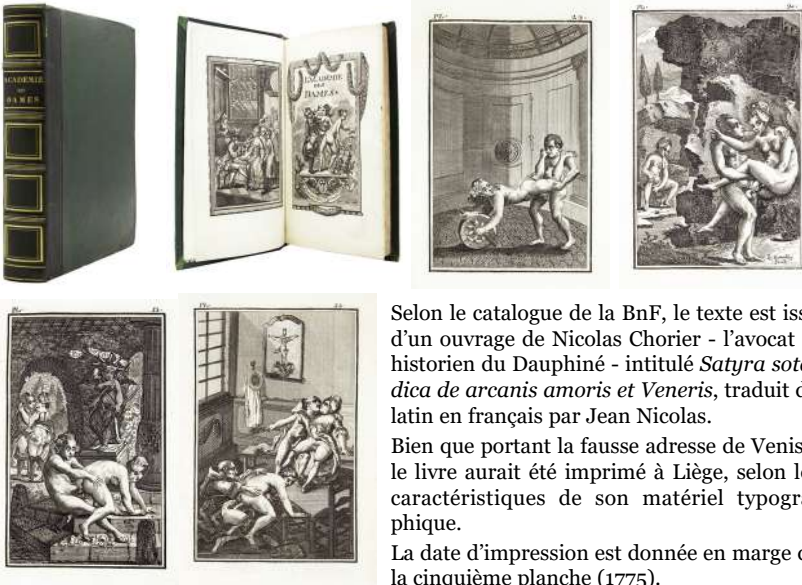 ACADEMIE
DES
DAMES
L'ACADEMIE
DES
DAMES
Selon le catalogue de la BnF, le texte est iss
d'un ouvrage de Nicolas Chorier - l'avocat
historien du Dauphiné - intitulé Satyra sota
dica de arcanis amoris et Veneris, traduit d
latin en français par Jean Nicolas.
Bien que portant la fausse adresse de Venis
le livre aurait été imprimé à Liège, selon le
caractéristiques de son matériel typogra
phique.
La date d'impression est donnée en marge d
la cinquième planche (1775).